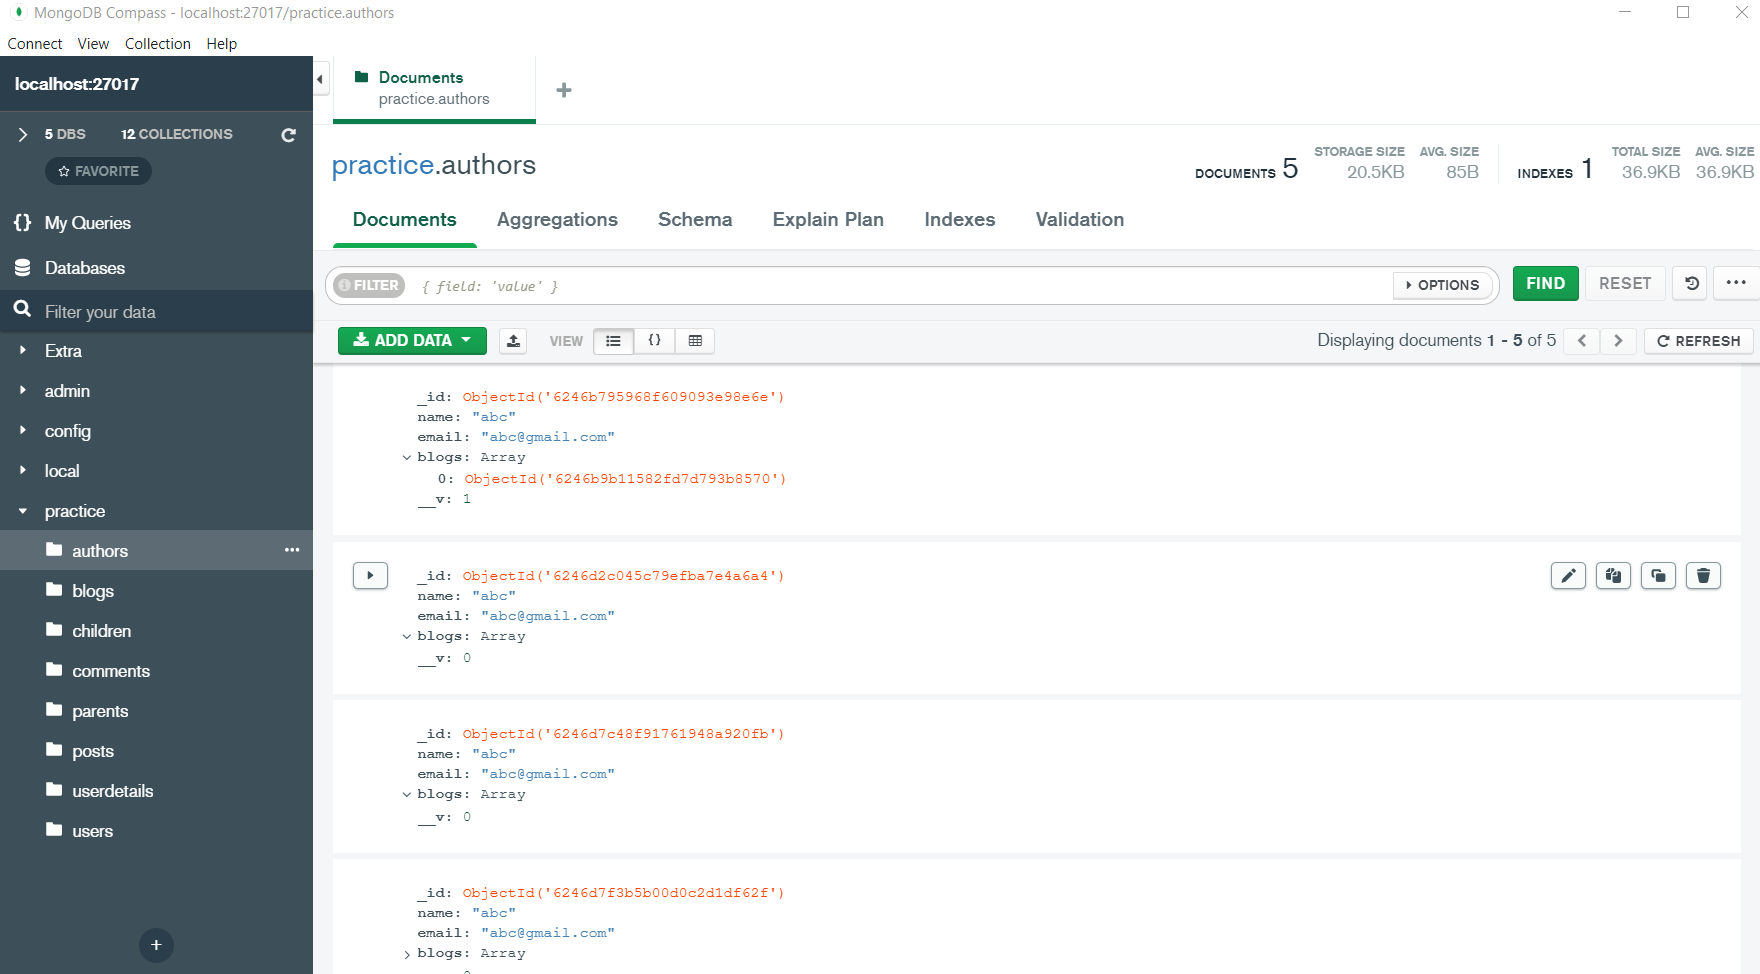 MongoDB Compass - localhost:27017/practice.authors
Connect View Collection Help
localhost:27017
5 DBS 12 COLLECTIONS
FAVORITE
{} My Queries
Databases
Filter your data
Extra
admin
config
local
practice
authors ...
blogs
children
comments
parents
posts
userdetails
users
+
Documents
practice.authors
+
practice.authors
DOCUMENTS 5
STORAGE SIZE
20.5KB
AVG. SIZE
85B
INDEXES 1
TOTAL SIZE
36.9KB
AVG. SIZE
36.9KB
Documents Aggregations Schema Explain Plan Indexes Validation
FILTER { field: 'value' } OPTIONS FIND RESET ...
ADD DATA VIEW {} Displaying documents 1 - 5 of 5 < > REFRESH
_id: ObjectId('6246b795968f609093e98e6e')
name: "abc"
email: "abc@gmail.com"
blogs: Array
0: ObjectId('6246b9b11582fd7d793b8570')
__v: 1
_id: ObjectId('6246d2c045c79efba7e4a6a4')
name: "abc"
email: "abc@gmail.com"
blogs: Array
__v: 0
_id: ObjectId('6246d7c48f91761948a920fb')
name: "abc"
email: "abc@gmail.com"
blogs: Array
__v: 0
_id: ObjectId('6246d7f3b5b00d0c2d1df62f')
name: "abc"
email: "abc@gmail.com"
blogs: Array